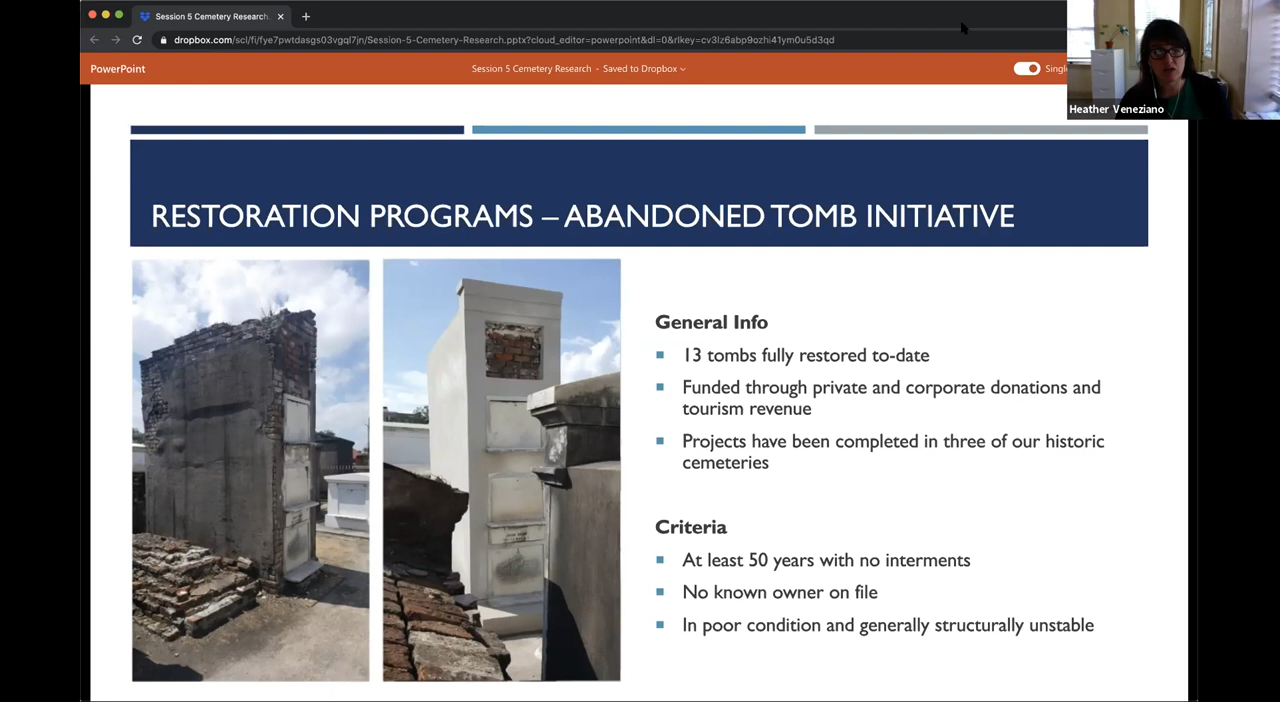 Session 5 Cemetery Research.
dropbox.com/scl/fi/fye7pwtdasgs03vgql7jn/Session-5-Cemetery-Research.pptx?cloud_editor=powerpoint&dl=0&rlkey=cv3lz6abp9ozhi41ym0u5d3qd
PowerPoint
Session 5 Cemetery Research - Saved to Dropbox
Singl
Heather Veneziano
RESTORATION PROGRAMS – ABANDONED TOMB INITIATIVE
General Info
13 tombs fully restored to-date
Funded through private and corporate donations and
tourism revenue
Projects have been completed in three of our historic
cemeteries
Criteria
At least 50 years with no interments
No known owner on file
In poor condition and generally structurally unstable